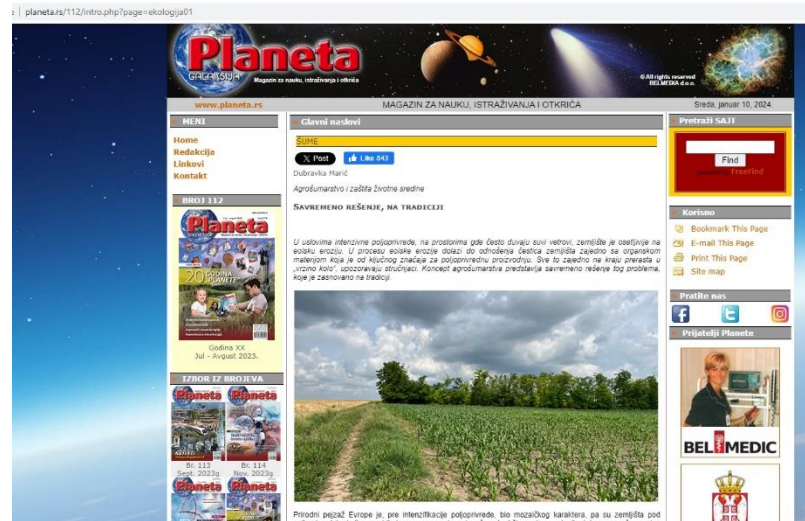 planeta.rs/112/intro.php?page=ekologija01
Planeta
GALAKSIJA
Magazin za nauku, istraživanja i otkrića
© All rights reserved
BELMEDIA d.o.o.
www.planeta.rs
MAGAZIN ZA NAUKU, ISTRAŽIVANJA I OTKRIĆA
Sreda, januar 10, 2024.
MENI
Home
Redakcija
Linkovi
Kontakt
BROJ 112
Planeta
20 GODINA
PLANETE
Godina XX
Jul - Avgust 2023.
IZBOR IZ BROJEVA
Planeta
Planeta
Br. 113
Sept. 2023g
Br. 114
Nov. 2023g
Planeta
Planeta
Glavni naslovi
ŠUME
X Post
Like 843
Dubravka Marić
Agrošumarstvo i zaštita životne sredine
SAVREMENO REŠENJE, NA TRADICIJI
U uslovima intenzivne poljoprivrede, na prostorima gde često duvaju suvi vetrovi, zemljište je osetljivije na
eolsku eroziju. U procesu eolske erozije dolazi do odnošenja čestica zemljišta zajedno sa organskom
materijom koja je od ključnog značaja za poljoprivrednu proizvodnju. Sve to zajedno na kraju prerasta u
„vrzino kolo“, upozoravaju stručnjaci. Koncept agrošumarstva predstavlja savremeno rešenje tog problema,
koje je zasnovano na tradiciji.
Prirodni pejzaž Evrope je, pre intenzifikacije poljoprivrede, bio mozaičkog karaktera, pa su zemljišta pod
Pretraži SAJT
Find
FreeFind
Korisno
Bookmark This Page
E-mail This Page
Print This Page
Site map
Pratite nas
Prijatelji Planete
BELMEDIC